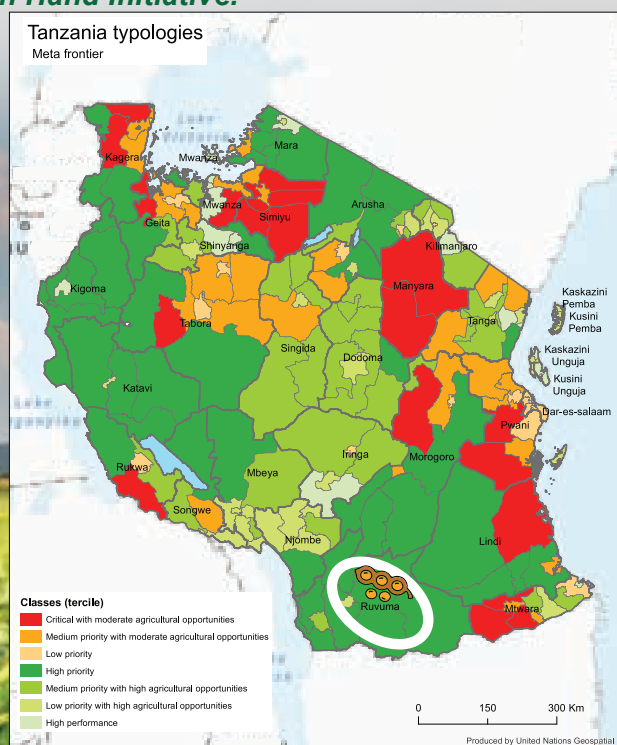 Hand Initiative.
Tanzania typologies
Meta frontier
Lake
Mara
Kagera
Mwanza
Arusha
Mwanza
Simiyu
Geita
Kilimanjaro
Shinyanga
Kigoma
Manyara
Kaskazini
Pemba
Kusini
Pemba
Tabora
Tanga
Singida
Dodoma
Kaskazini
Unguja
Katavi
Kusini
Unguja
Dar-es-salaam
Pwani
Iringa
Morogoro
Rukwa
Mbeya
Songwe
Njombe
Lindi
Ruvuma
Mtwara
Classes (tercile)
Critical with moderate agricultural opportunities
Medium priority with moderate agricultural opportunities
Low priority
High priority
Medium priority with high agricultural opportunities
Low priority with high agricultural opportunities
High performance
0 150 300 Km
Produced by United Nations Geospatial